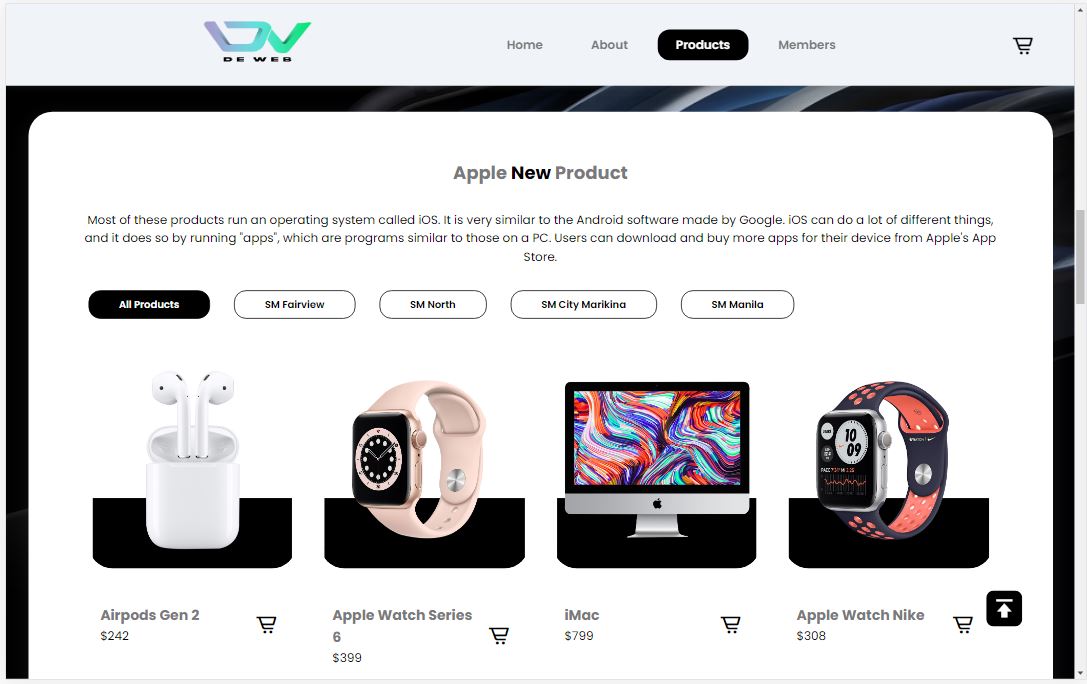 DE WEB
Home
About
Products
Members
Apple New Product
Most of these products run an operating system called iOS. It is very similar to the Android software made by Google. iOS can do a lot of different things,
and it does so by running "apps", which are programs similar to those on a PC. Users can download and buy more apps for their device from Apple's App
Store.
All Products
SM Fairview
SM North
SM City Marikina
SM Manila
10
09
Airpods Gen 2
$242
Apple Watch Series
6
$399
iMac
$799
Apple Watch Nike
$308